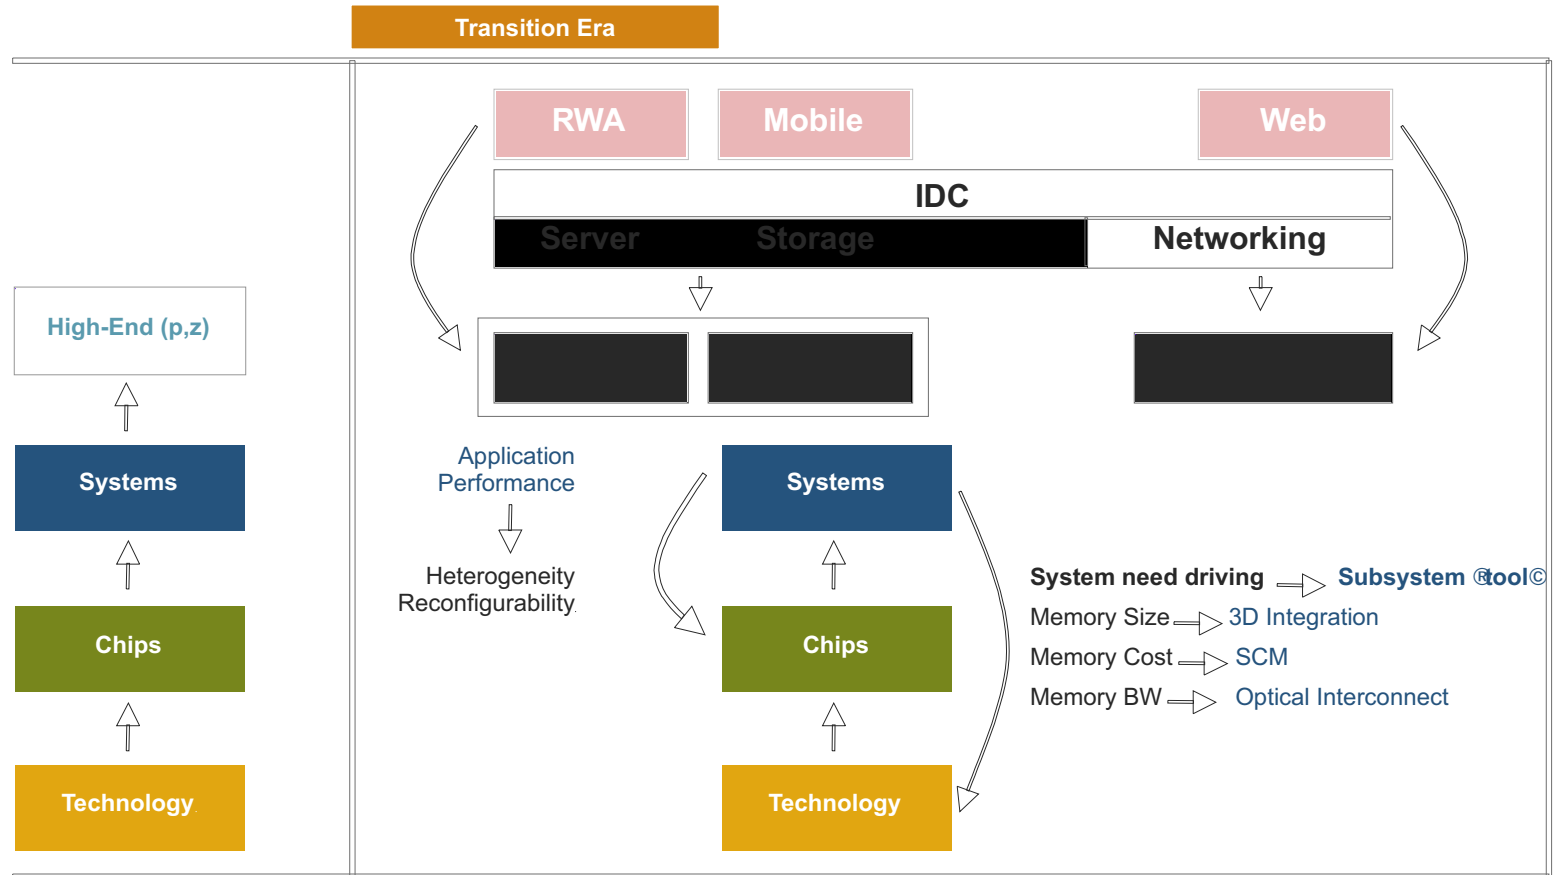 Transition Era
RWA
Mobile
Web
IDC
Server
Storage
Networking
High-End (p,z)
Systems
Chips
Technology
Application
Performance
Heterogeneity
Reconfigurability
Systems
Chips
Technology
System need driving
Subsystem ®tool©
Memory Size
3D Integration
Memory Cost
SCM
Memory BW
Optical Interconnect